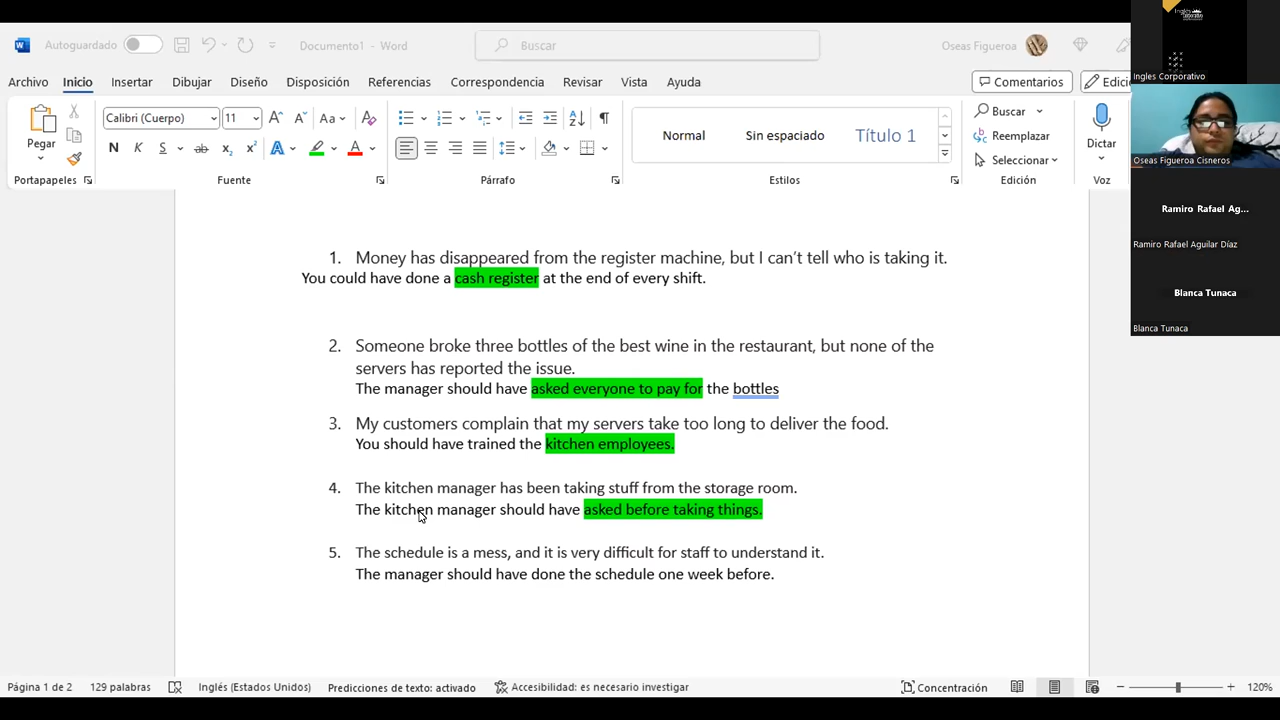 Autoguardado
Documento1 - Word
Buscar
Oseas Figueroa
Archivo Inicio Insertar Dibujar Diseño Disposición Referencias Correspondencia Revisar Vista Ayuda
Comentarios
Edició
Pegar
Portapapeles
Calibri (Cuerpo) 11
Fuente
Párrafo
Normal Sin espaciado Título 1
Estilos
Buscar
Reemplazar
Seleccionar
Edición
Dictar
Voz
Inglés
Corporativo
Ingles Corporativo
Oseas Figueroa Cisneros
Ramiro Rafael Ag...
Ramiro Rafael Aguilar Díaz
Blanca Tunaca
Blanca Tunaca
1. Money has disappeared from the register machine, but I can't tell who is taking it.
You could have done a cash register at the end of every shift.
2. Someone broke three bottles of the best wine in the restaurant, but none of the
servers has reported the issue.
The manager should have asked everyone to pay for the bottles
3. My customers complain that my servers take too long to deliver the food.
You should have trained the kitchen employees.
4. The kitchen manager has been taking stuff from the storage room.
The kitchen manager should have asked before taking things.
5. The schedule is a mess, and it is very difficult for staff to understand it.
The manager should have done the schedule one week before.
Página 1 de 2 129 palabras Inglés (Estados Unidos) Predicciones de texto: activado Accesibilidad: es necesario investigar Concentración 120%